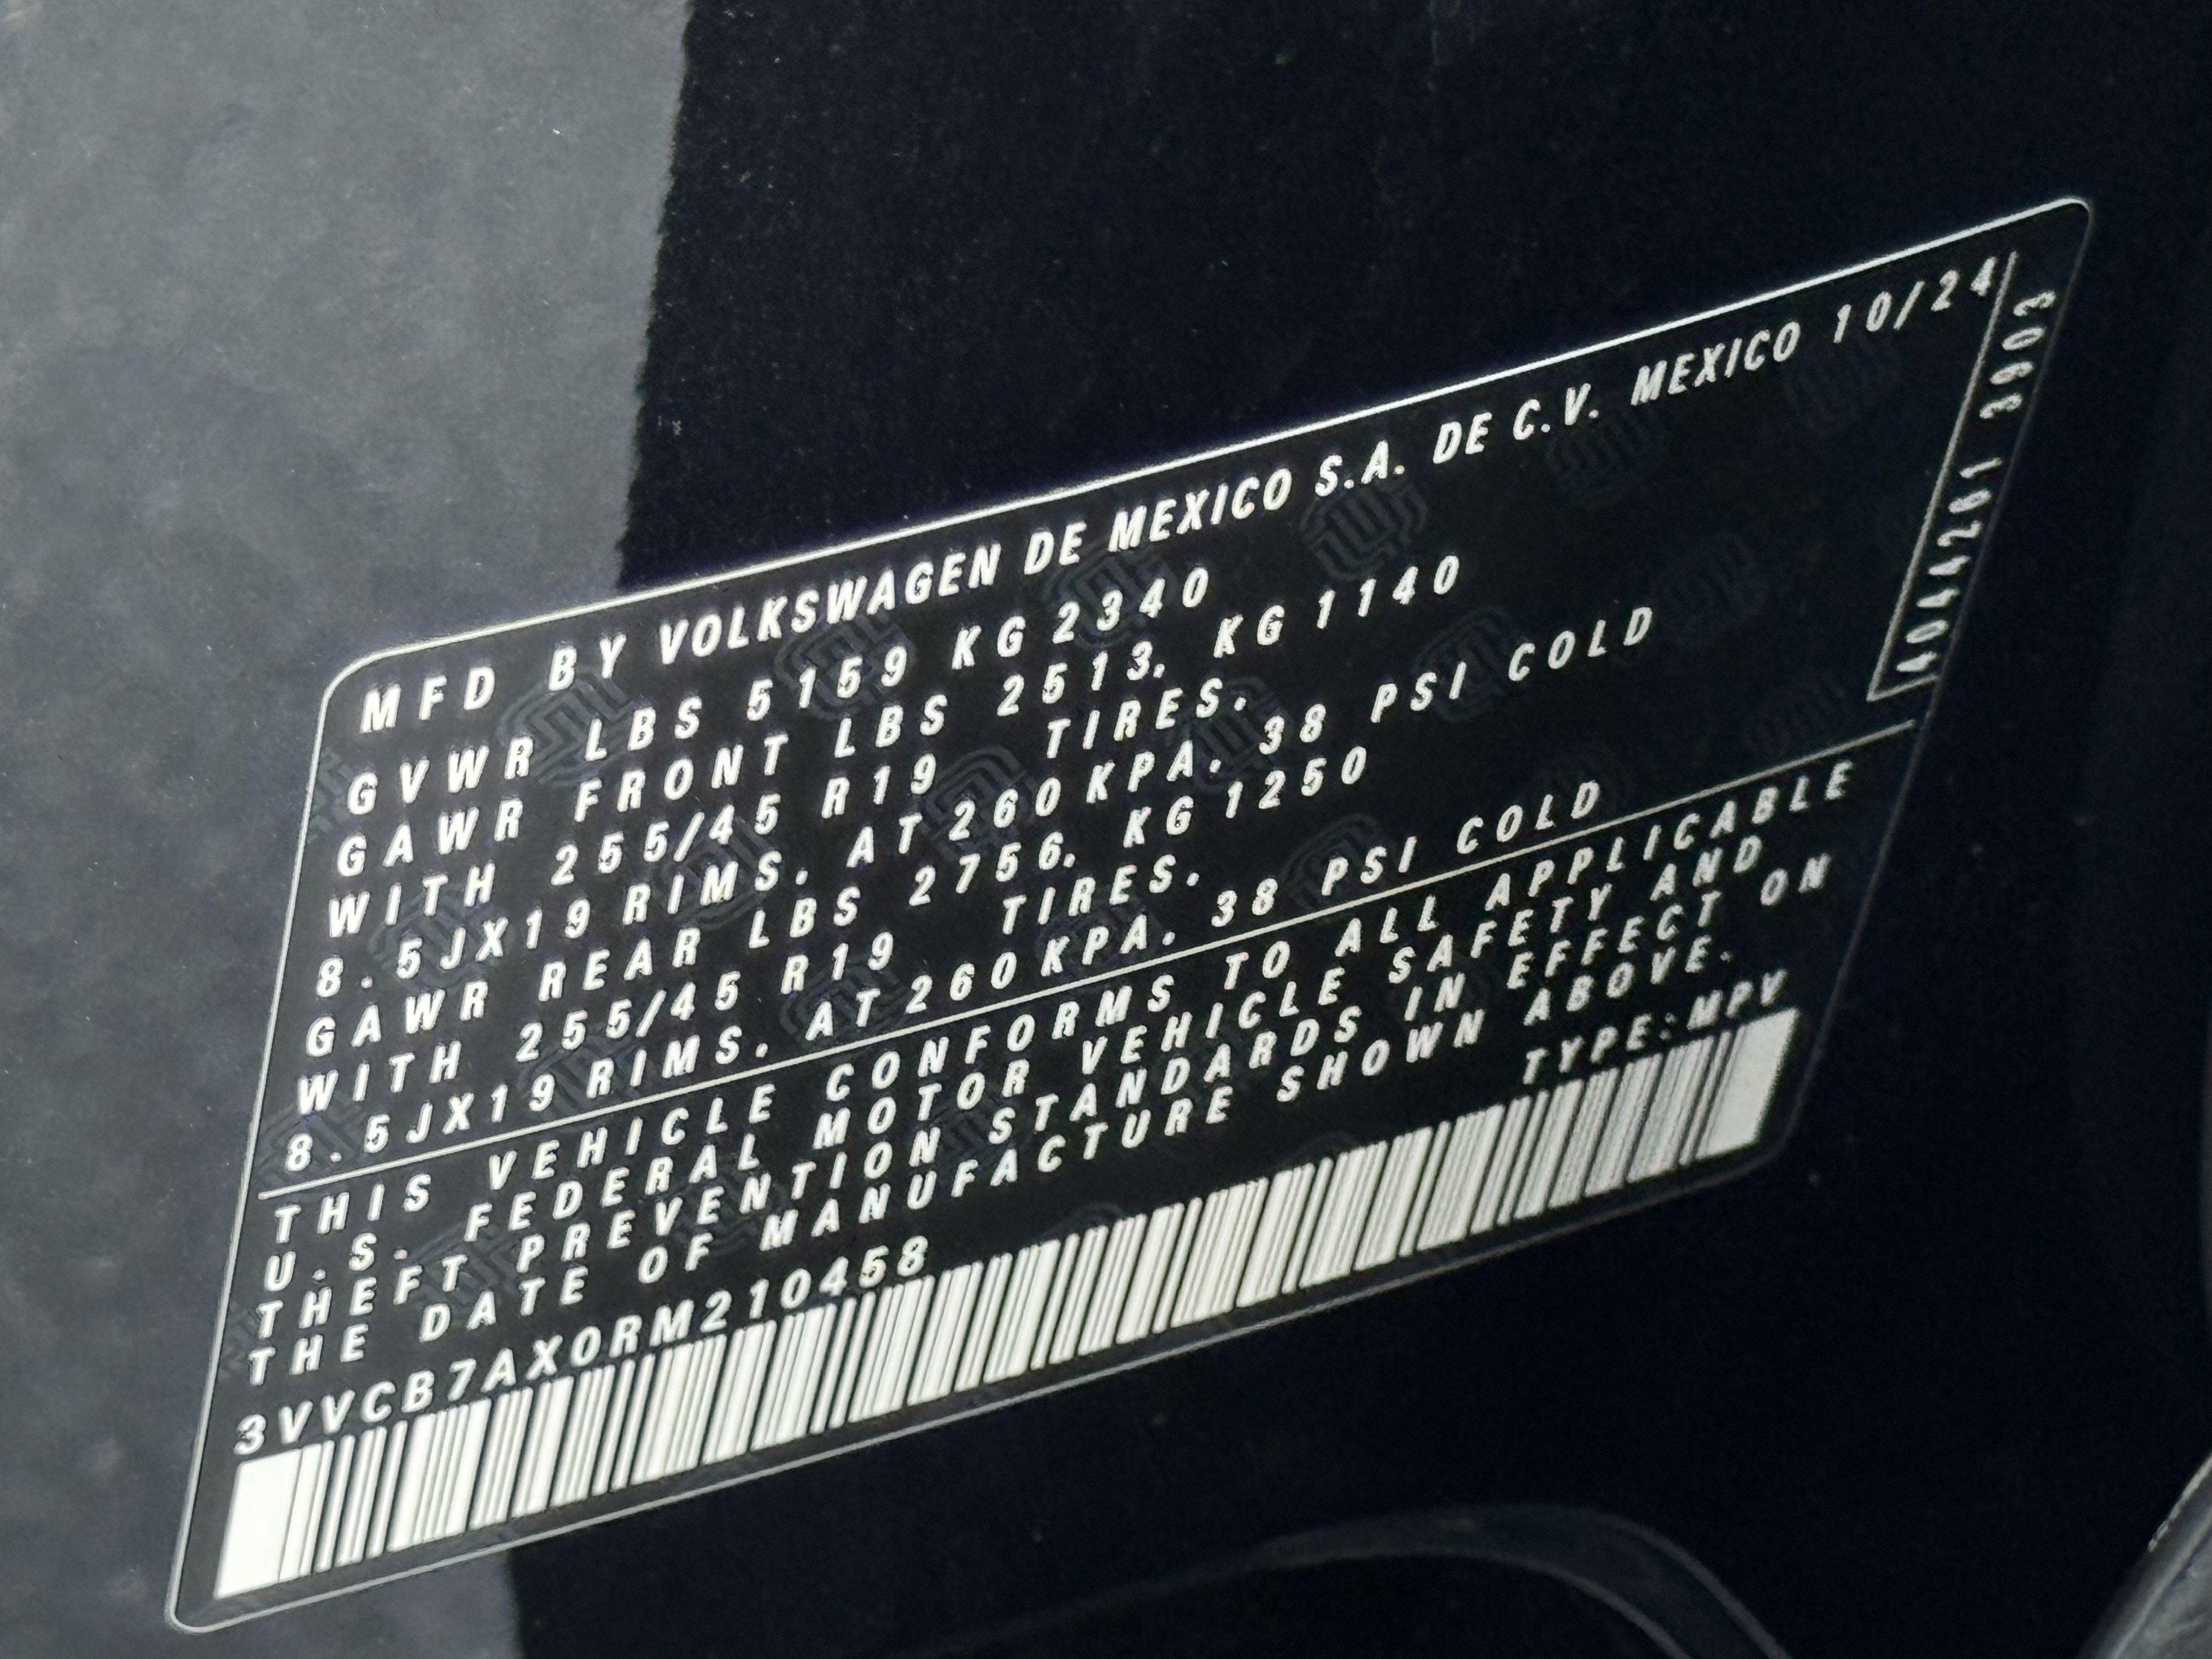 MFD BY VOLKSWAGEN DE MEXICO S.A. DE C.V. MEXICO 10/24
GVWR LBS 5159 KG 2340
GAWR FRONT LBS 2513. KG 1140
WITH 255/45 R19 TIRES.
8.5JX19 RIMS. AT 260 KPA. 38 PSI COLD
GAWR REAR LBS 2756. KG 1250
WITH 255/45 R19 TIRES.
8.5JX19 RIMS. AT 260 KPA. 38 PSI COLD
THIS VEHICLE CONFORMS TO ALL APPLICABLE
U.S. FEDERAL MOTOR VEHICLE SAFETY AND
THEFT PREVENTION STANDARDS IN EFFECT ON
THE DATE OF MANUFACTURE SHOWN ABOVE.
3VVCB7AX0RM210458 TYPE:MPV
4044261 3903